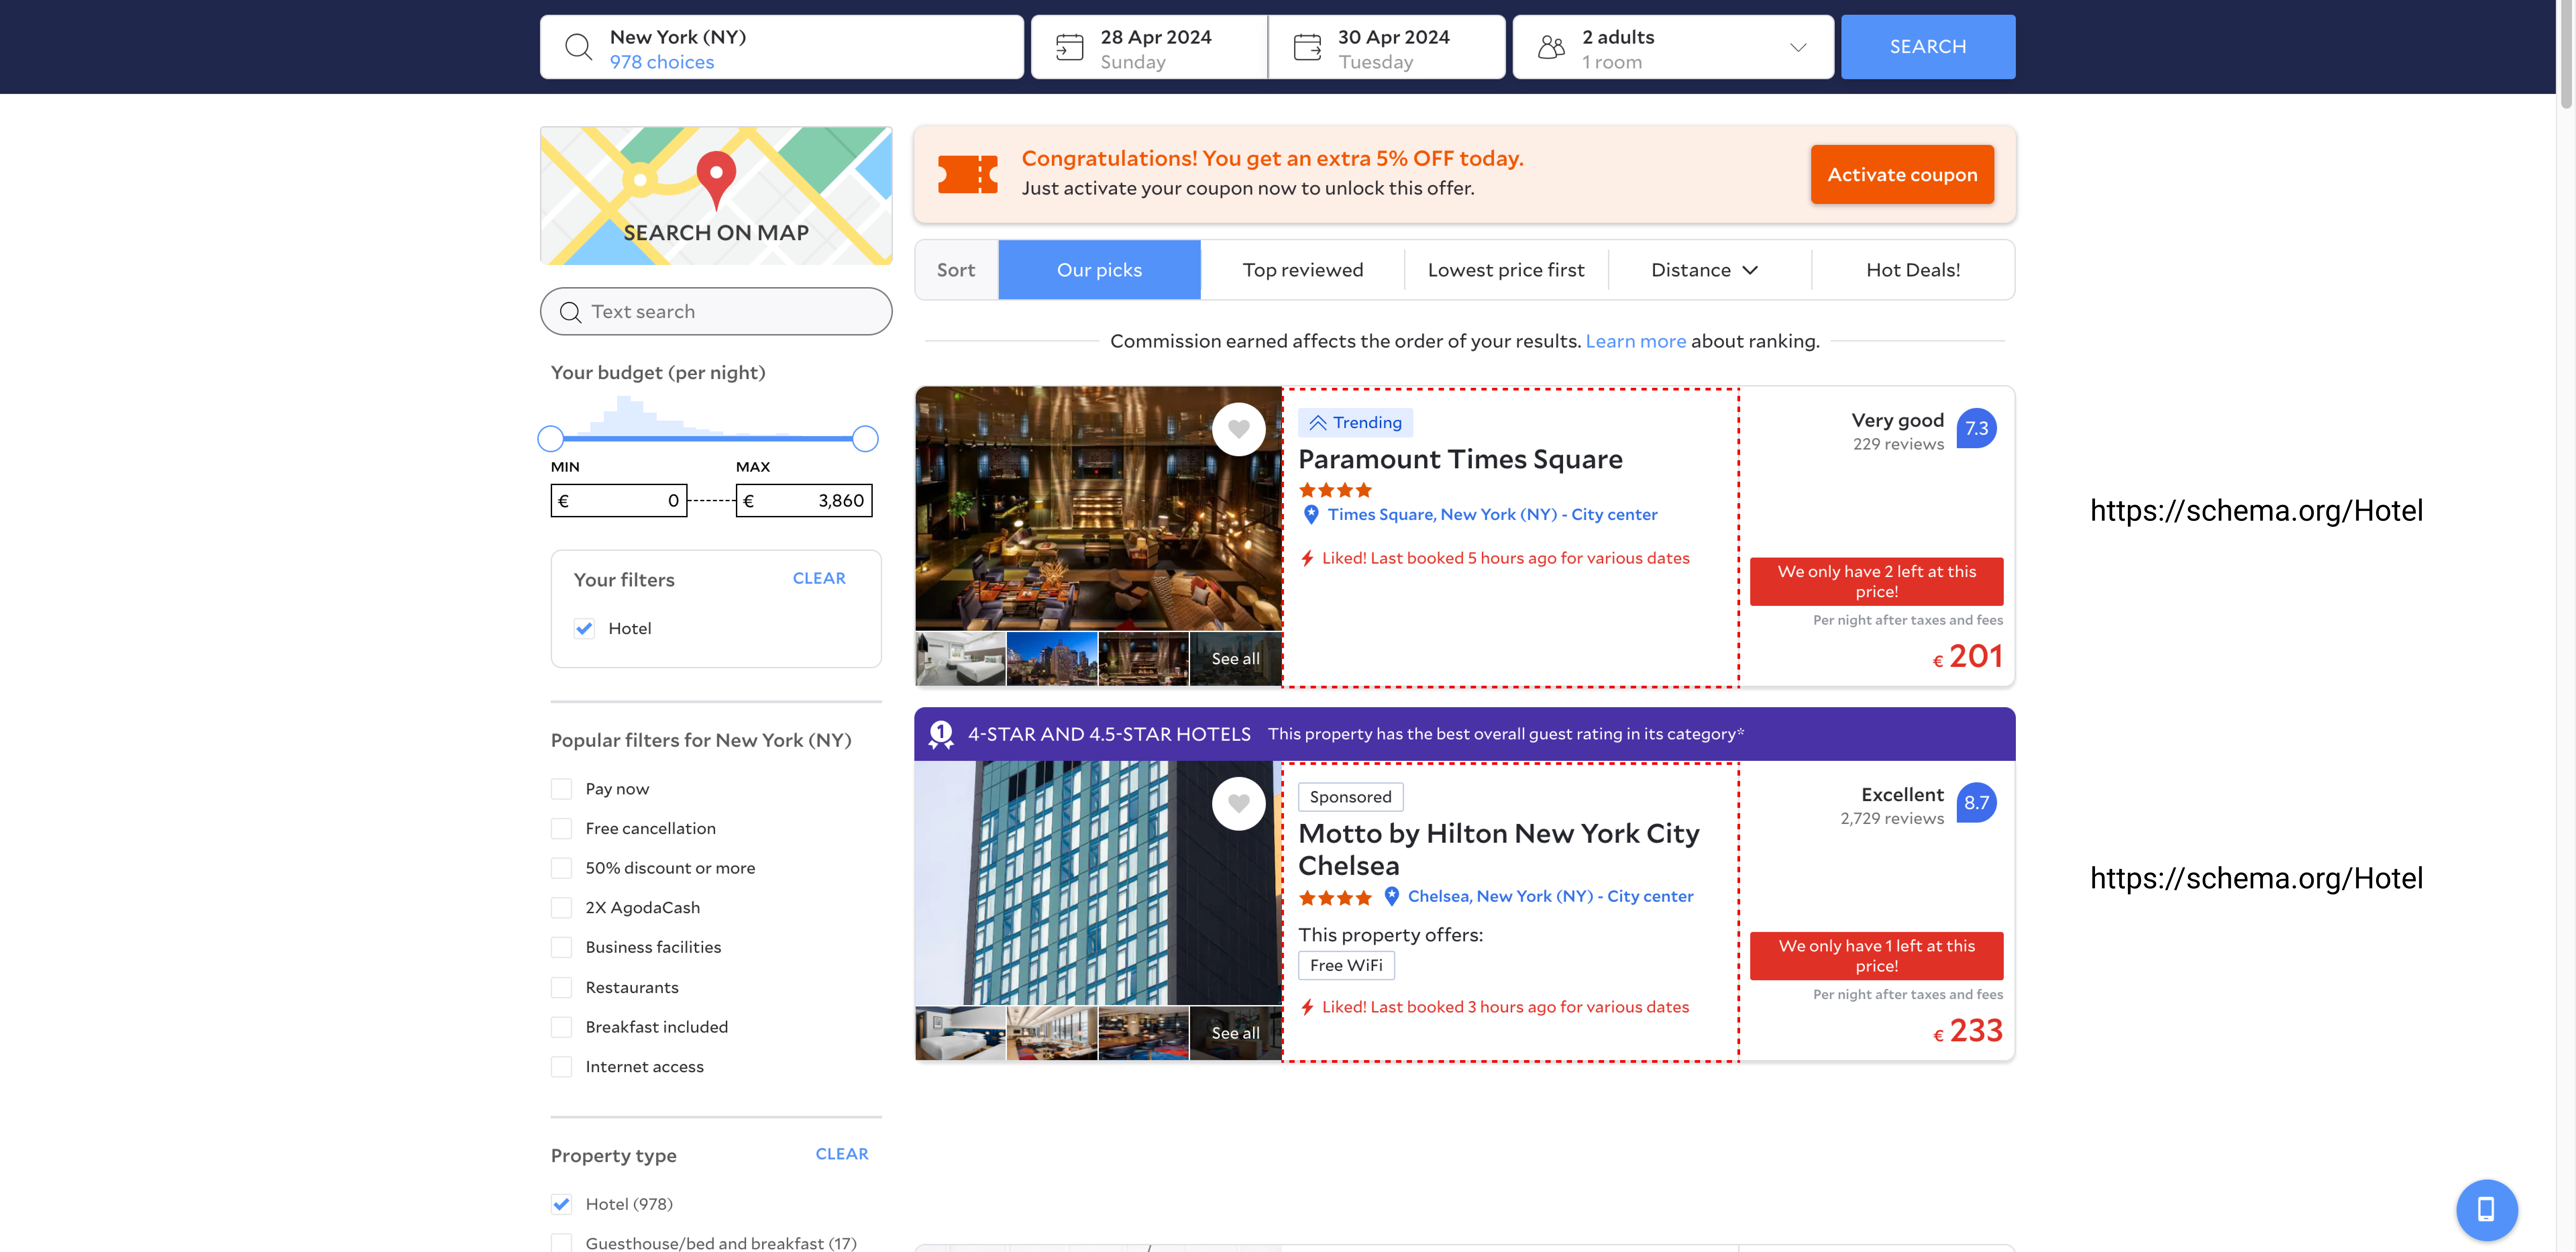 New York (NY)
978 choices
28 Apr 2024
Sunday
30 Apr 2024
Tuesday
2 adults
1 room
SEARCH
SEARCH ON MAP
Text search
Your budget (per night)
MIN
MAX
€ 0
€ 3,860
Your filters
CLEAR
Hotel
Popular filters for New York (NY)
Pay now
Free cancellation
50% discount or more
2X AgodaCash
Business facilities
Restaurants
Breakfast included
Internet access
Property type
CLEAR
Hotel (978)
Guesthouse/bed and breakfast (17)
Congratulations! You get an extra 5% OFF today.
Just activate your coupon now to unlock this offer.
Activate coupon
Sort
Our picks
Top reviewed
Lowest price first
Distance
Hot Deals!
Commission earned affects the order of your results. Learn more about ranking.
See all
Trending
Paramount Times Square
Times Square, New York (NY) - City center
Liked! Last booked 5 hours ago for various dates
Very good
229 reviews
7.3
We only have 2 left at this
price!
Per night after taxes and fees
€ 201
https://schema.org/Hotel
1
4-STAR AND 4.5-STAR HOTELS This property has the best overall guest rating in its category*
See all
Sponsored
Motto by Hilton New York City
Chelsea
Chelsea, New York (NY) - City center
This property offers:
Free WiFi
Liked! Last booked 3 hours ago for various dates
Excellent
2,729 reviews
8.7
We only have 1 left at this
price!
Per night after taxes and fees
€ 233
https://schema.org/Hotel